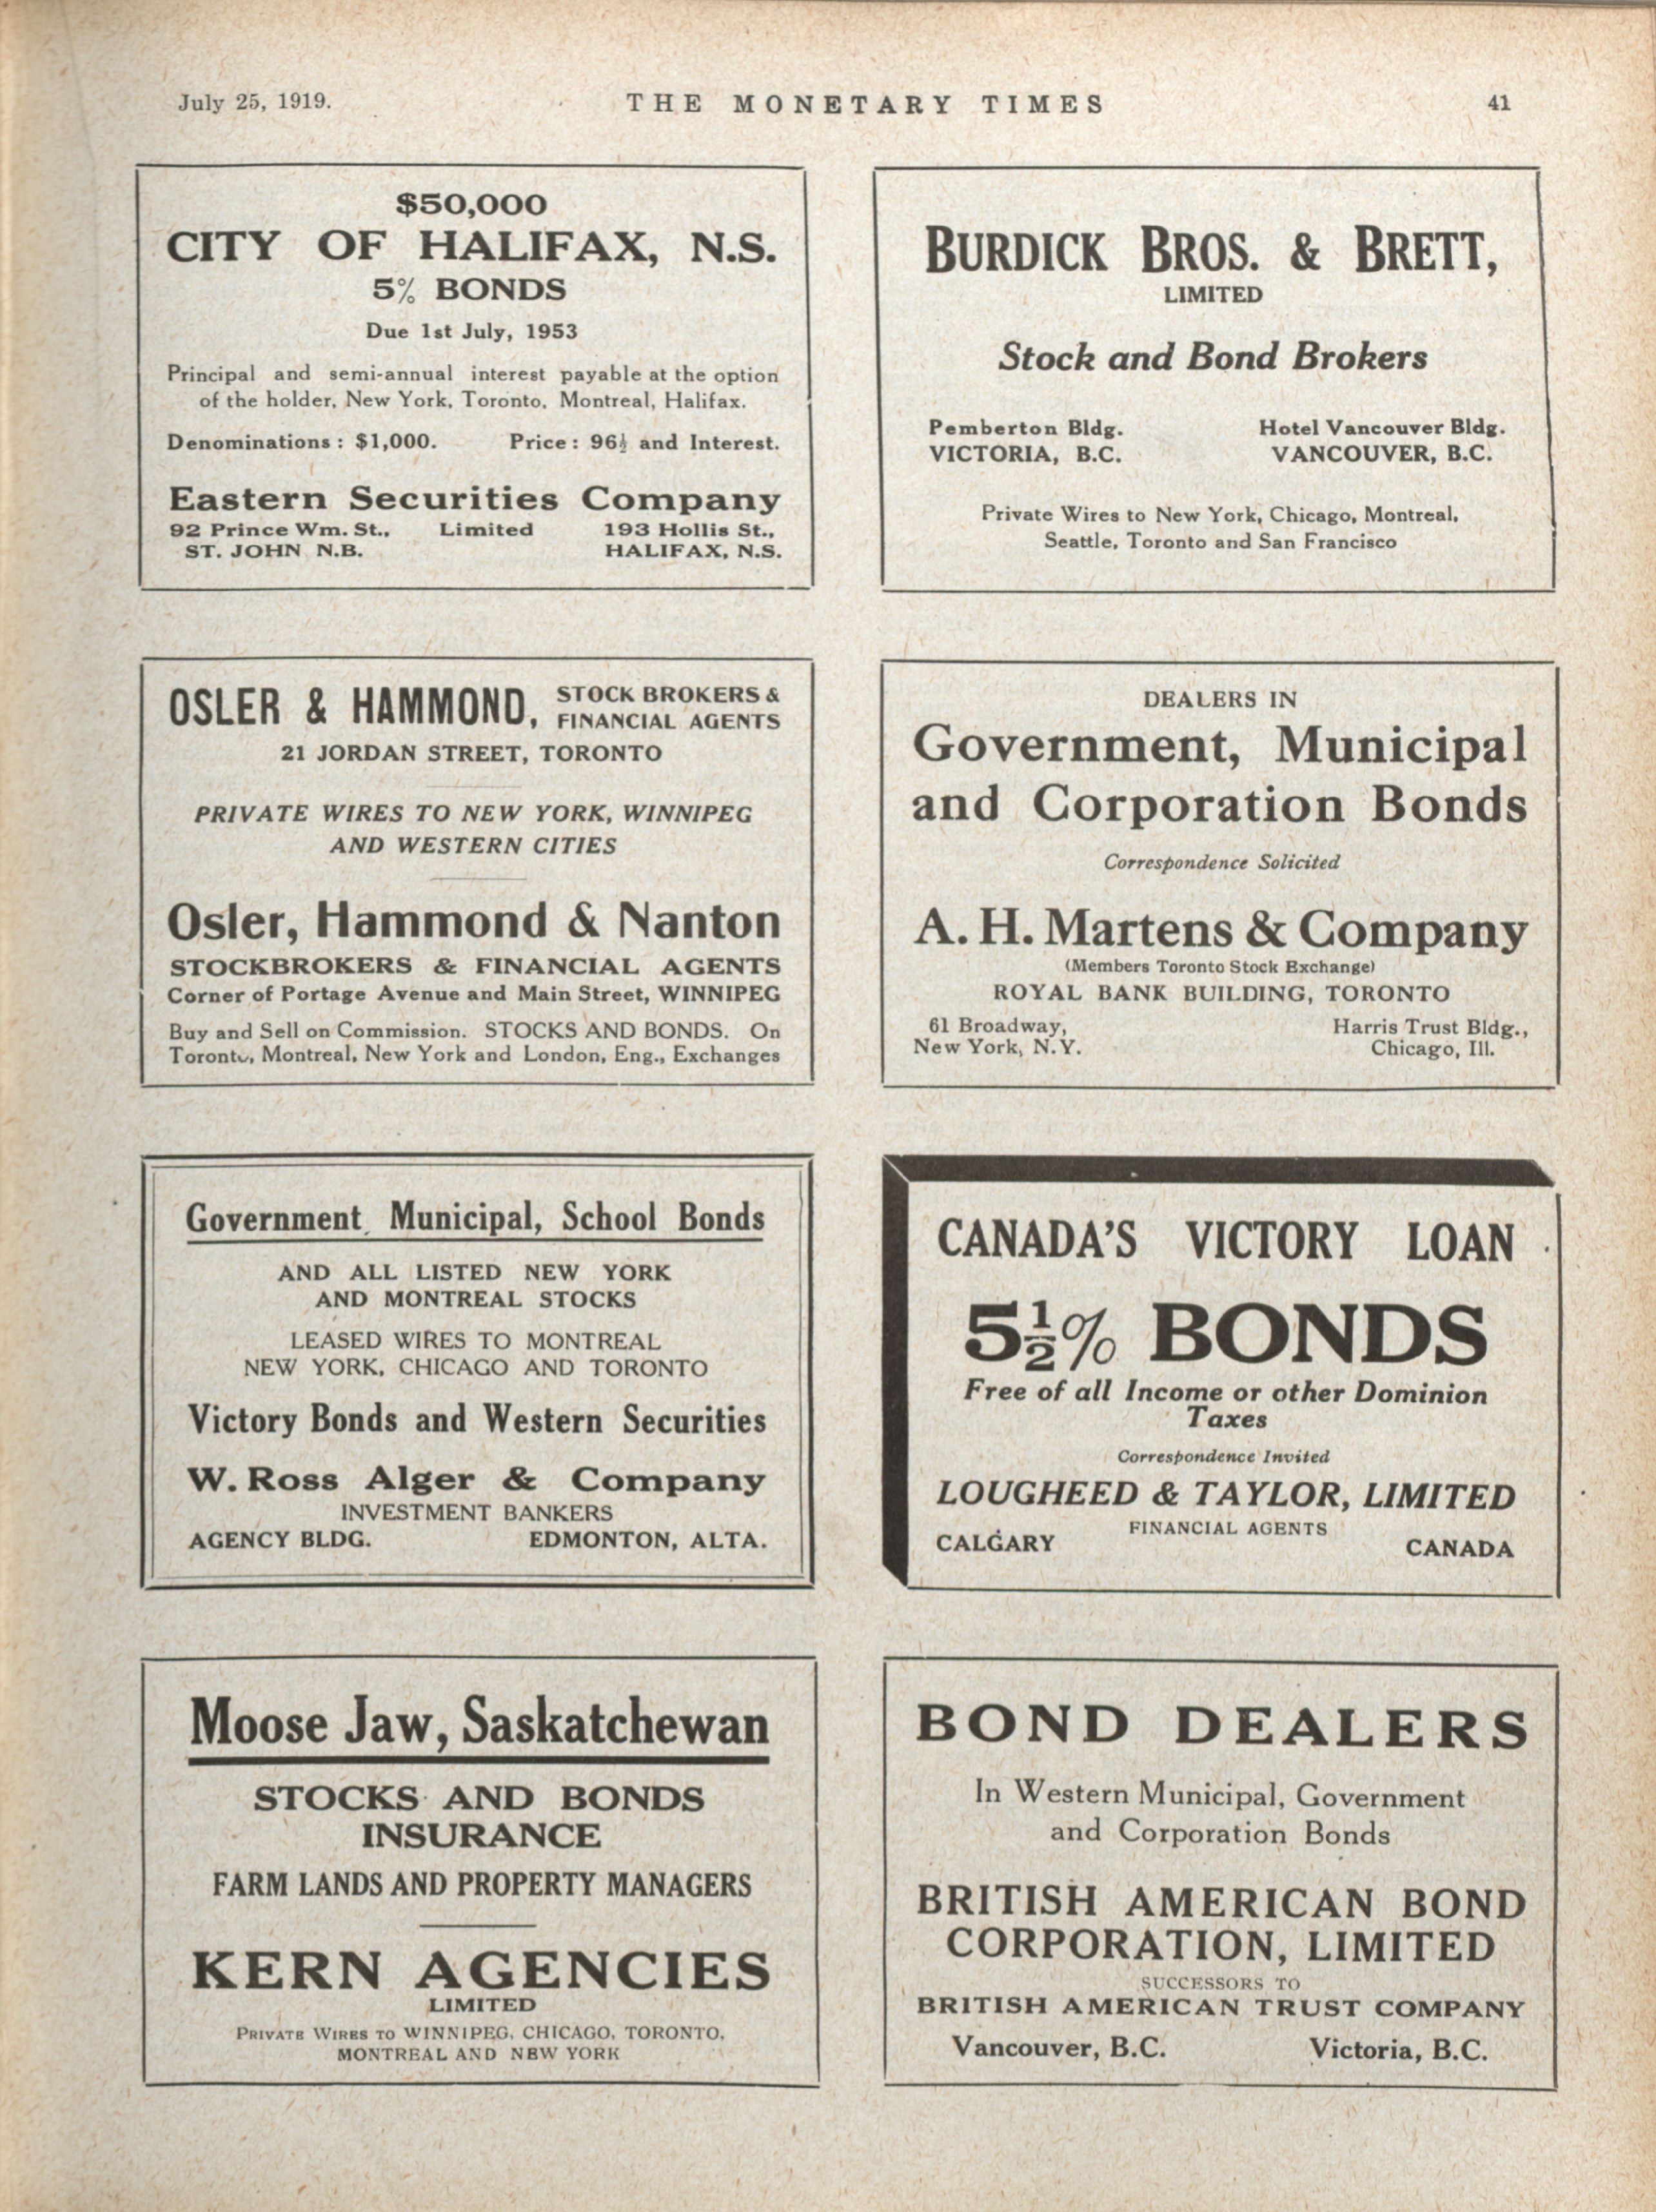 July 25, 1919.
THE MONETARY TIMES
41
$50,000
CITY OF HALIFAX, N.S.
5% BONDS
Due 1st July, 1953
Principal and semi-annual interest payable at the option
of the holder, New York, Toronto, Montreal, Halifax.
Denominations: $1,000. Price: 96½ and Interest.
Eastern Securities Company
92 Prince Wm. St., Limited 193 Hollis St.,
ST. JOHN N.B. HALIFAX, N.S.
BURDICK BROS. & BRETT,
LIMITED
Stock and Bond Brokers
Pemberton Bldg. Hotel Vancouver Bldg.
VICTORIA, B.C. VANCOUVER, B.C.
Private Wires to New York, Chicago, Montreal,
Seattle, Toronto and San Francisco
OSLER & HAMMOND, STOCK BROKERS &
FINANCIAL AGENTS
21 JORDAN STREET, TORONTO
PRIVATE WIRES TO NEW YORK, WINNIPEG
AND WESTERN CITIES
Osler, Hammond & Nanton
STOCKBROKERS & FINANCIAL AGENTS
Corner of Portage Avenue and Main Street, WINNIPEG
Buy and Sell on Commission. STOCKS AND BONDS. On
Toronto, Montreal, New York and London, Eng., Exchanges
DEALERS IN
Government, Municipal
and Corporation Bonds
Correspondence Solicited
A. H. Martens & Company
(Members Toronto Stock Exchange)
ROYAL BANK BUILDING, TORONTO
61 Broadway, Harris Trust Bldg.,
New York, N.Y. Chicago, Ill.
Government, Municipal, School Bonds
AND ALL LISTED NEW YORK
AND MONTREAL STOCKS
LEASED WIRES TO MONTREAL
NEW YORK, CHICAGO AND TORONTO
Victory Bonds and Western Securities
W. Ross Alger & Company
INVESTMENT BANKERS
AGENCY BLDG. EDMONTON, ALTA.
CANADA'S VICTORY LOAN
5½% BONDS
Free of all Income or other Dominion
Taxes
Correspondence Invited
LOUGHEED & TAYLOR, LIMITED
FINANCIAL AGENTS
CALGARY CANADA
Moose Jaw, Saskatchewan
STOCKS AND BONDS
INSURANCE
FARM LANDS AND PROPERTY MANAGERS
KERN AGENCIES
LIMITED
PRIVATE WIRES TO WINNIPEG, CHICAGO, TORONTO,
MONTREAL AND NEW YORK
BOND DEALERS
In Western Municipal, Government
and Corporation Bonds
BRITISH AMERICAN BOND
CORPORATION, LIMITED
SUCCESSORS TO
BRITISH AMERICAN TRUST COMPANY
Vancouver, B.C. Victoria, B.C.